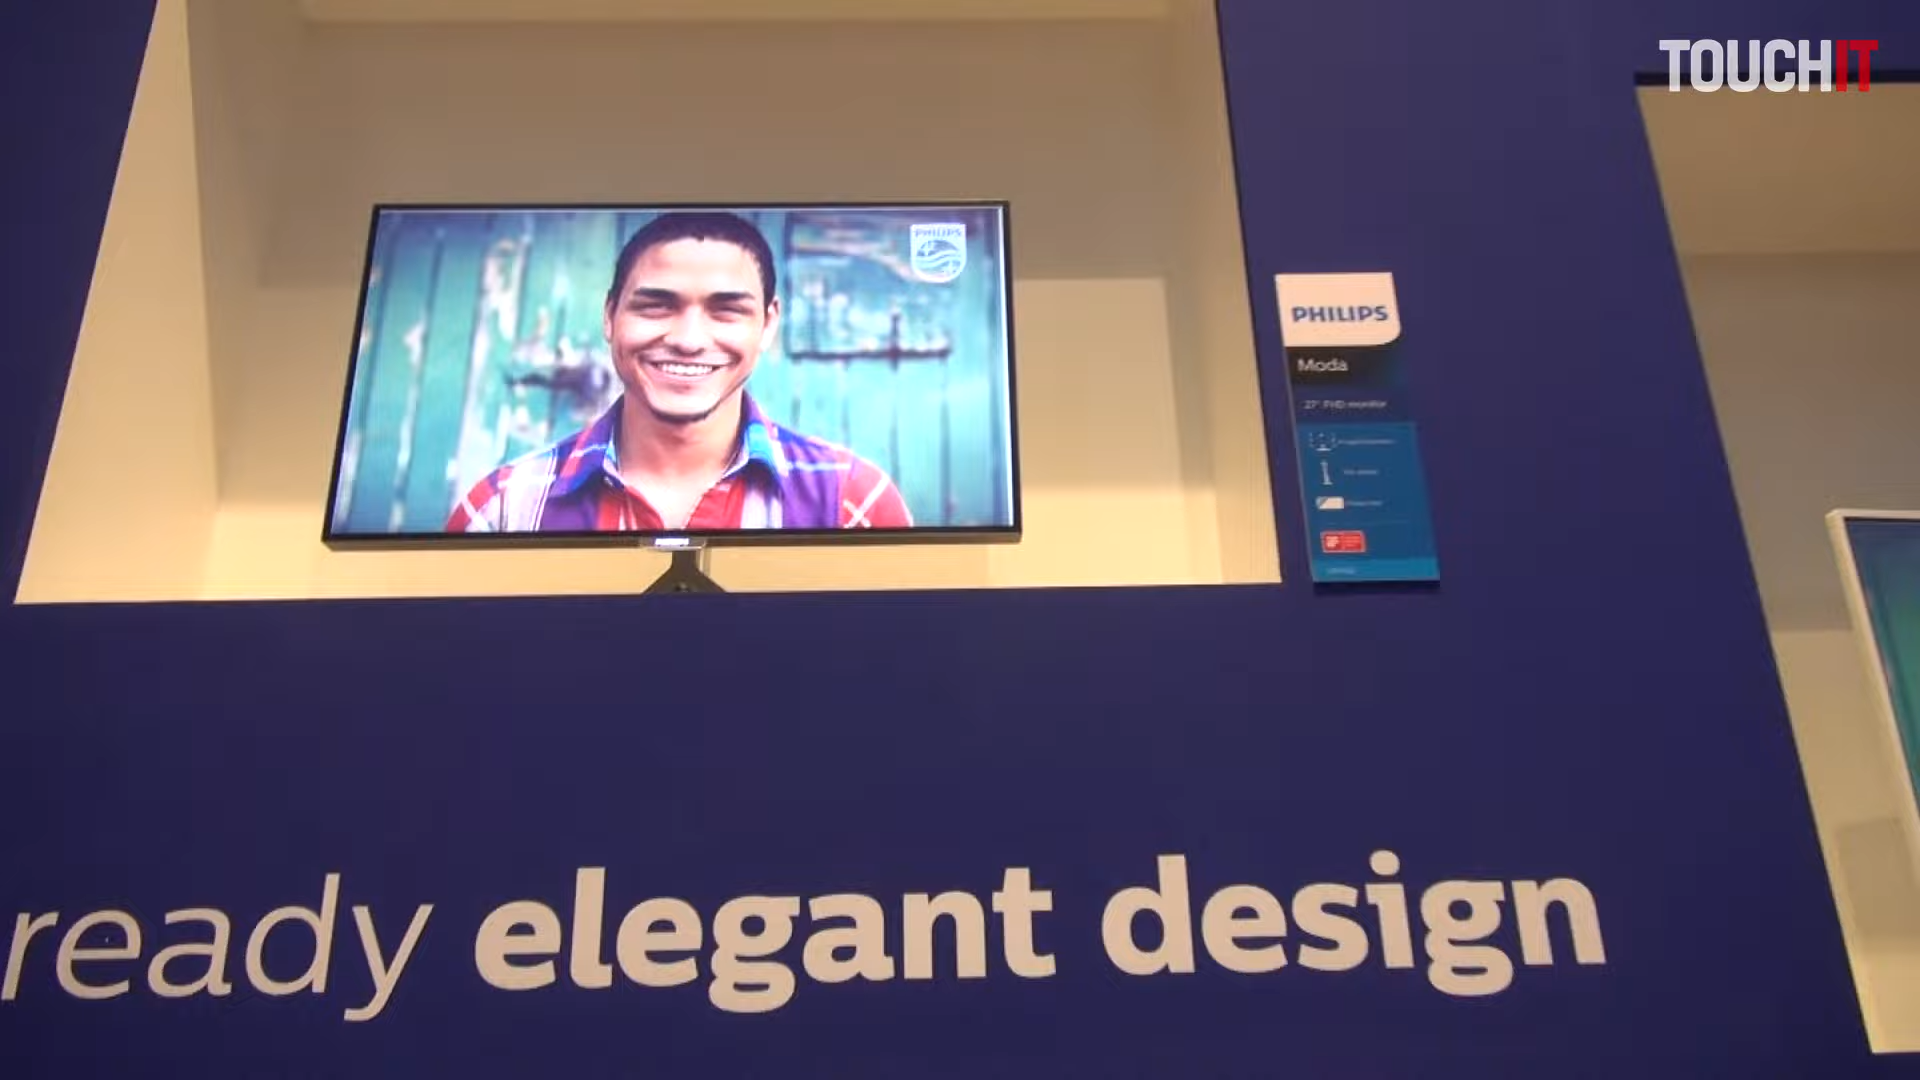 TOUCHIT
PHILIPS
PHILIPS
Moda
27" FHD monitor
ready elegant design